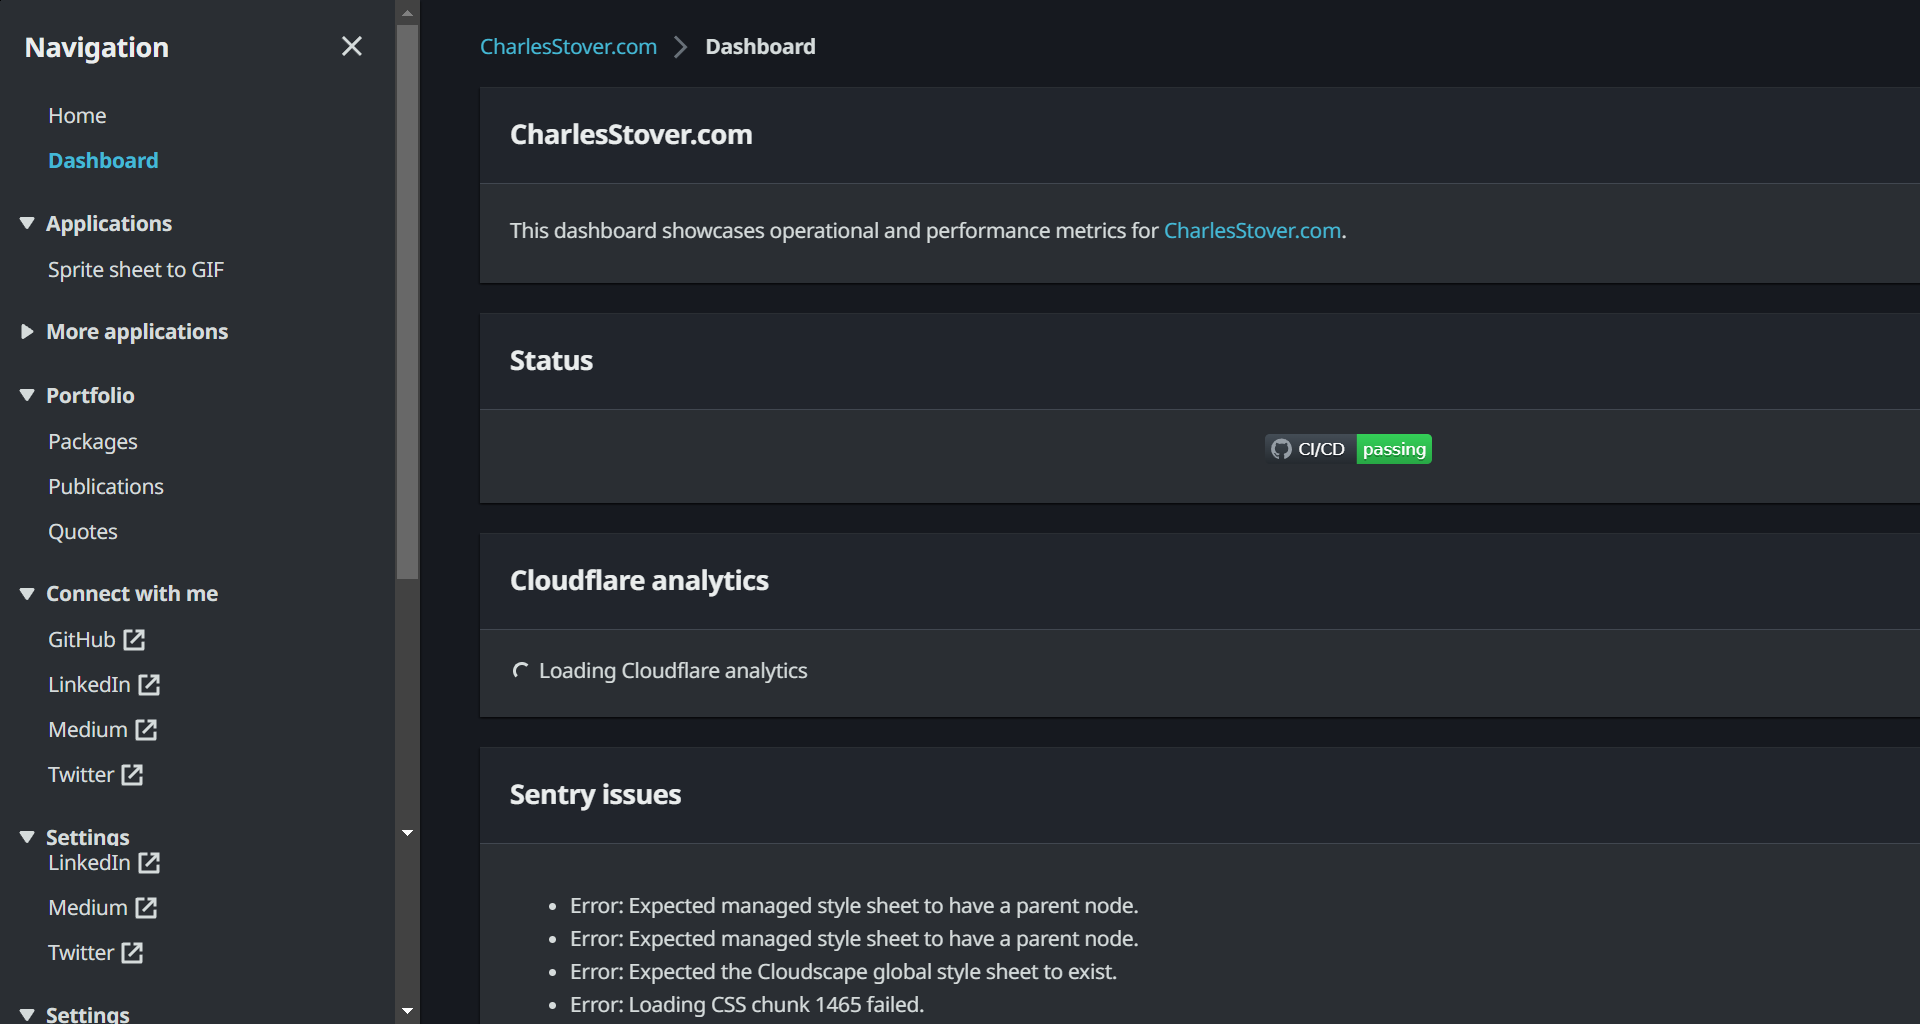 Navigation
Home
Dashboard
Applications
Sprite sheet to GIF
More applications
Portfolio
Packages
Publications
Quotes
Connect with me
GitHub
LinkedIn
Medium
Twitter
Settings
LinkedIn
Medium
Twitter
Settings
CharlesStover.com Dashboard
CharlesStover.com
This dashboard showcases operational and performance metrics for CharlesStover.com.
Status
CI/CD passing
Cloudflare analytics
Loading Cloudflare analytics
Sentry issues
Error: Expected managed style sheet to have a parent node.
Error: Expected managed style sheet to have a parent node.
Error: Expected the Cloudscape global style sheet to exist.
Error: Loading CSS chunk 1465 failed.